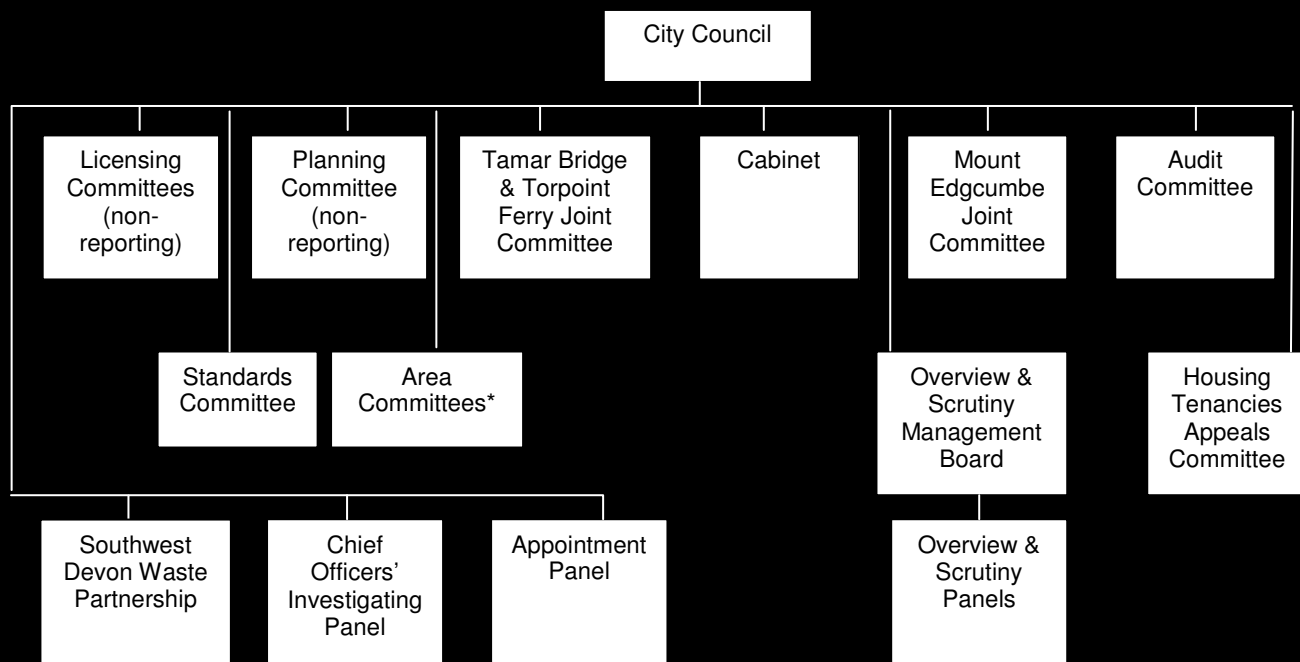 City Council
Licensing
Committees
(non-
reporting)
Planning
Committee
(non-
reporting)
Tamar Bridge
& Torpoint
Ferry Joint
Committee
Cabinet
Mount
Edgcumbe
Joint
Committee
Audit
Committee
Standards
Committee
Area
Committees*
Overview &
Scrutiny
Management
Board
Housing
Tenancies
Appeals
Committee
Southwest
Devon Waste
Partnership
Chief
Officers’
Investigating
Panel
Appointment
Panel
Overview &
Scrutiny
Panels